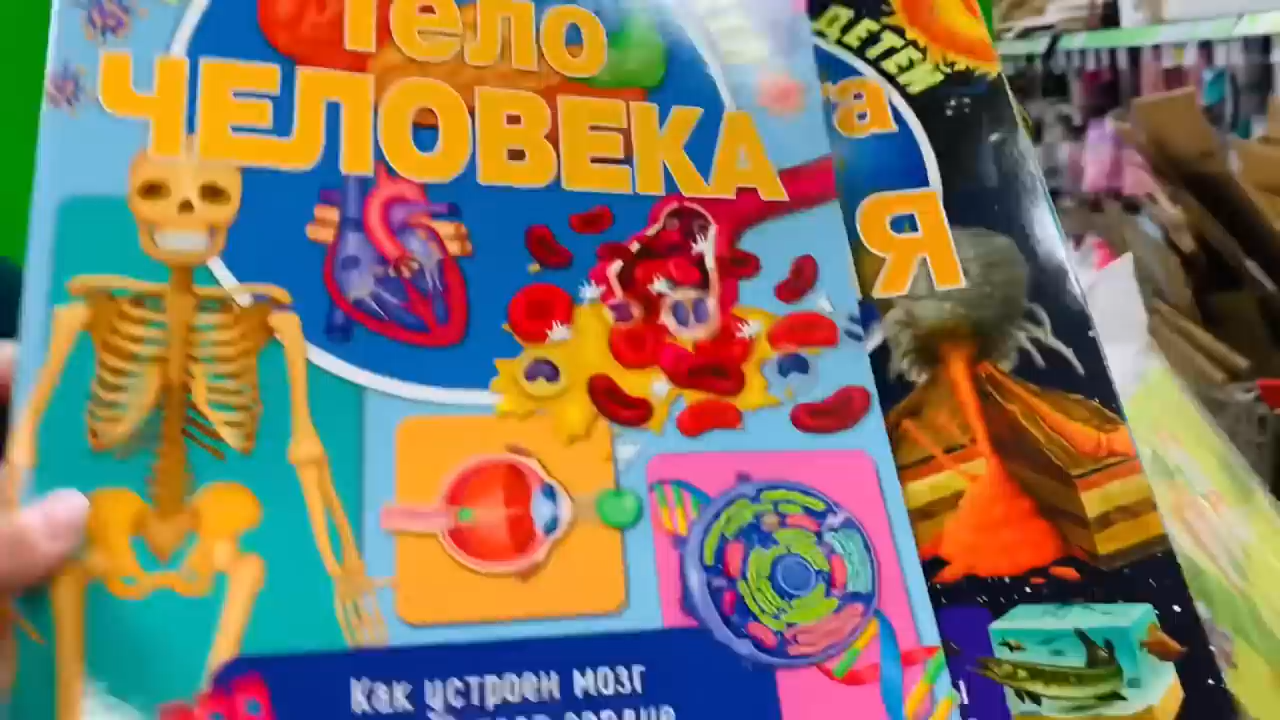 Тело
ЧЕЛОВЕКА
Как устроен мозг
ДЕТЕЙ
а
Я